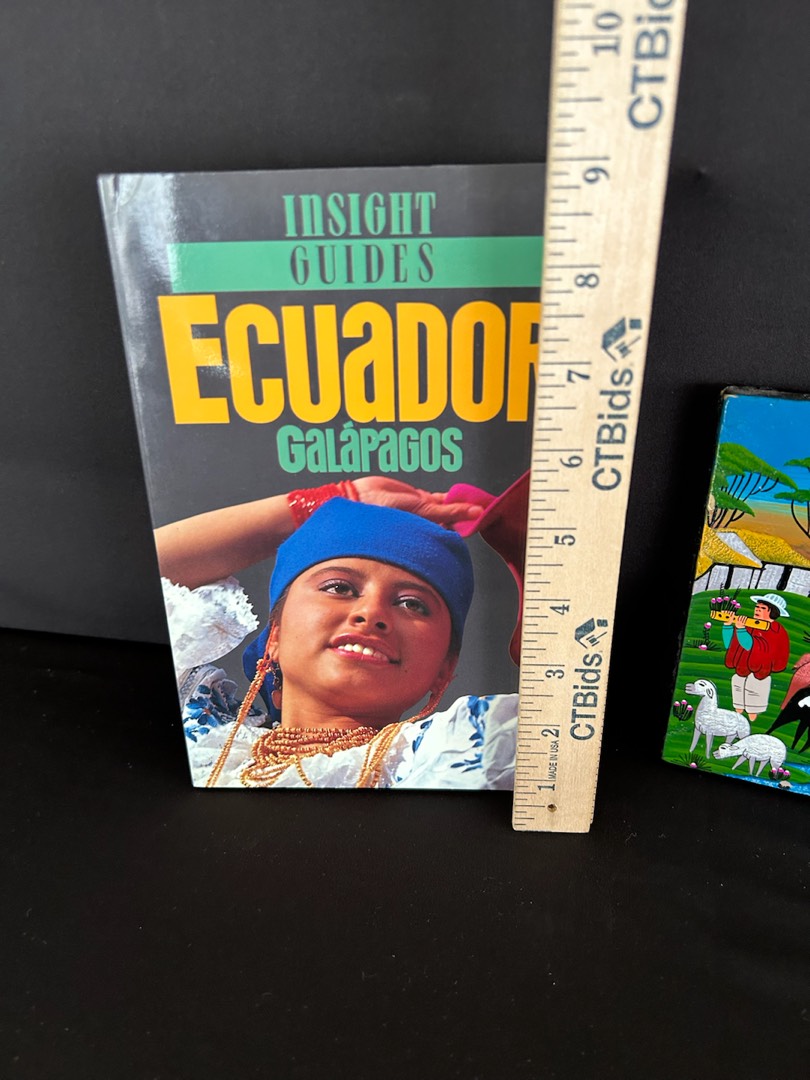 INSIGHT
GUIDES
ECUADOR
GALÁPAGOS
10
9
8
7
6
5
4
3
2
1
MADE IN USA
CTBids
CTBids.
CTBids